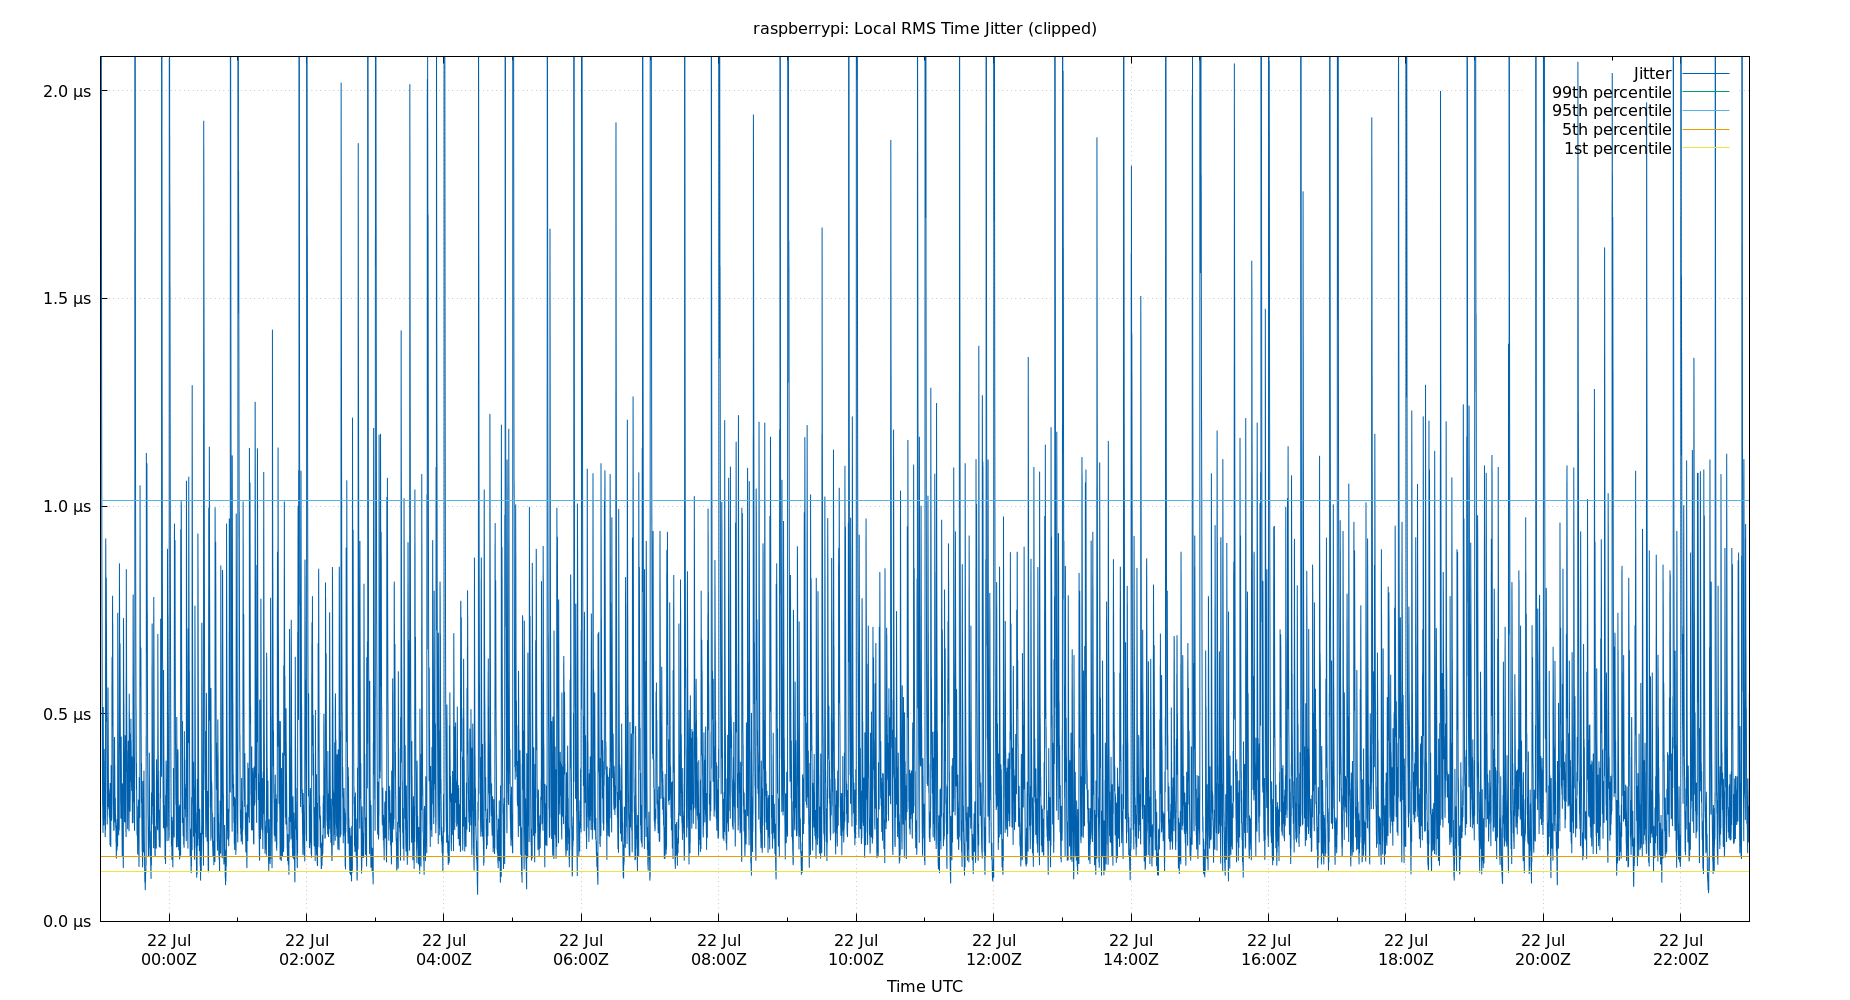 raspberrypi: Local RMS Time Jitter (clipped)
Jitter
99th percentile
95th percentile
5th percentile
1st percentile
2.0 µs
1.5 µs
1.0 µs
0.5 µs
0.0 µs
22 Jul 22 Jul 22 Jul 22 Jul 22 Jul 22 Jul 22 Jul 22 Jul 22 Jul 22 Jul 22 Jul 22 Jul
00:00Z 02:00Z 04:00Z 06:00Z 08:00Z 10:00Z 12:00Z 14:00Z 16:00Z 18:00Z 20:00Z 22:00Z
Time UTC